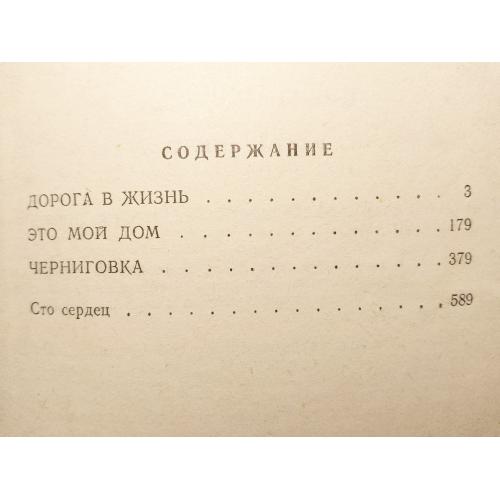 СОДЕРЖАНИЕ
ДОРОГА В ЖИЗНЬ . . . . . . . . . . . . . 3
ЭТО МОЙ ДОМ . . . . . . . . . . . . . . 179
ЧЕРНИГОВКА . . . . . . . . . . . . . . . 379
Сто сердец . . . . . . . . . . . . . . . . 589